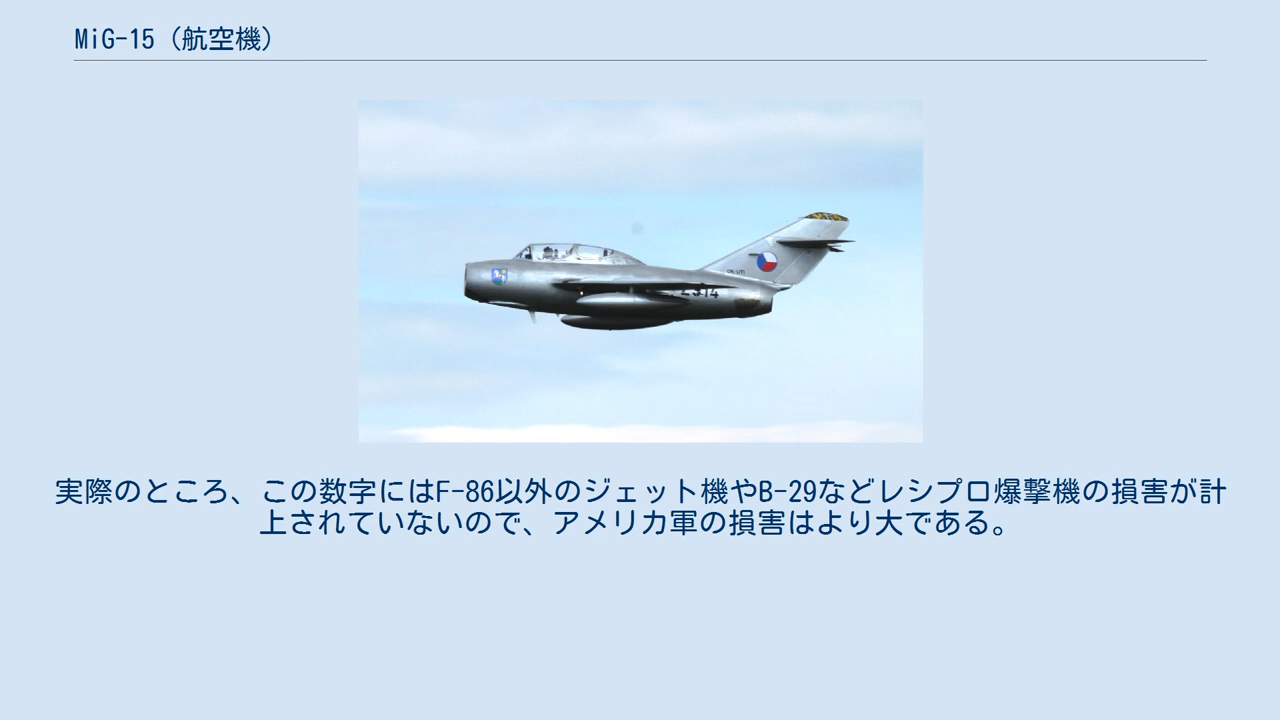 MiG-15（航空機）
実際のところ、この数字にはF-86以外のジェット機やB-29などレシプロ爆撃機の損害が計
上されていないので、アメリカ軍の損害はより大である。